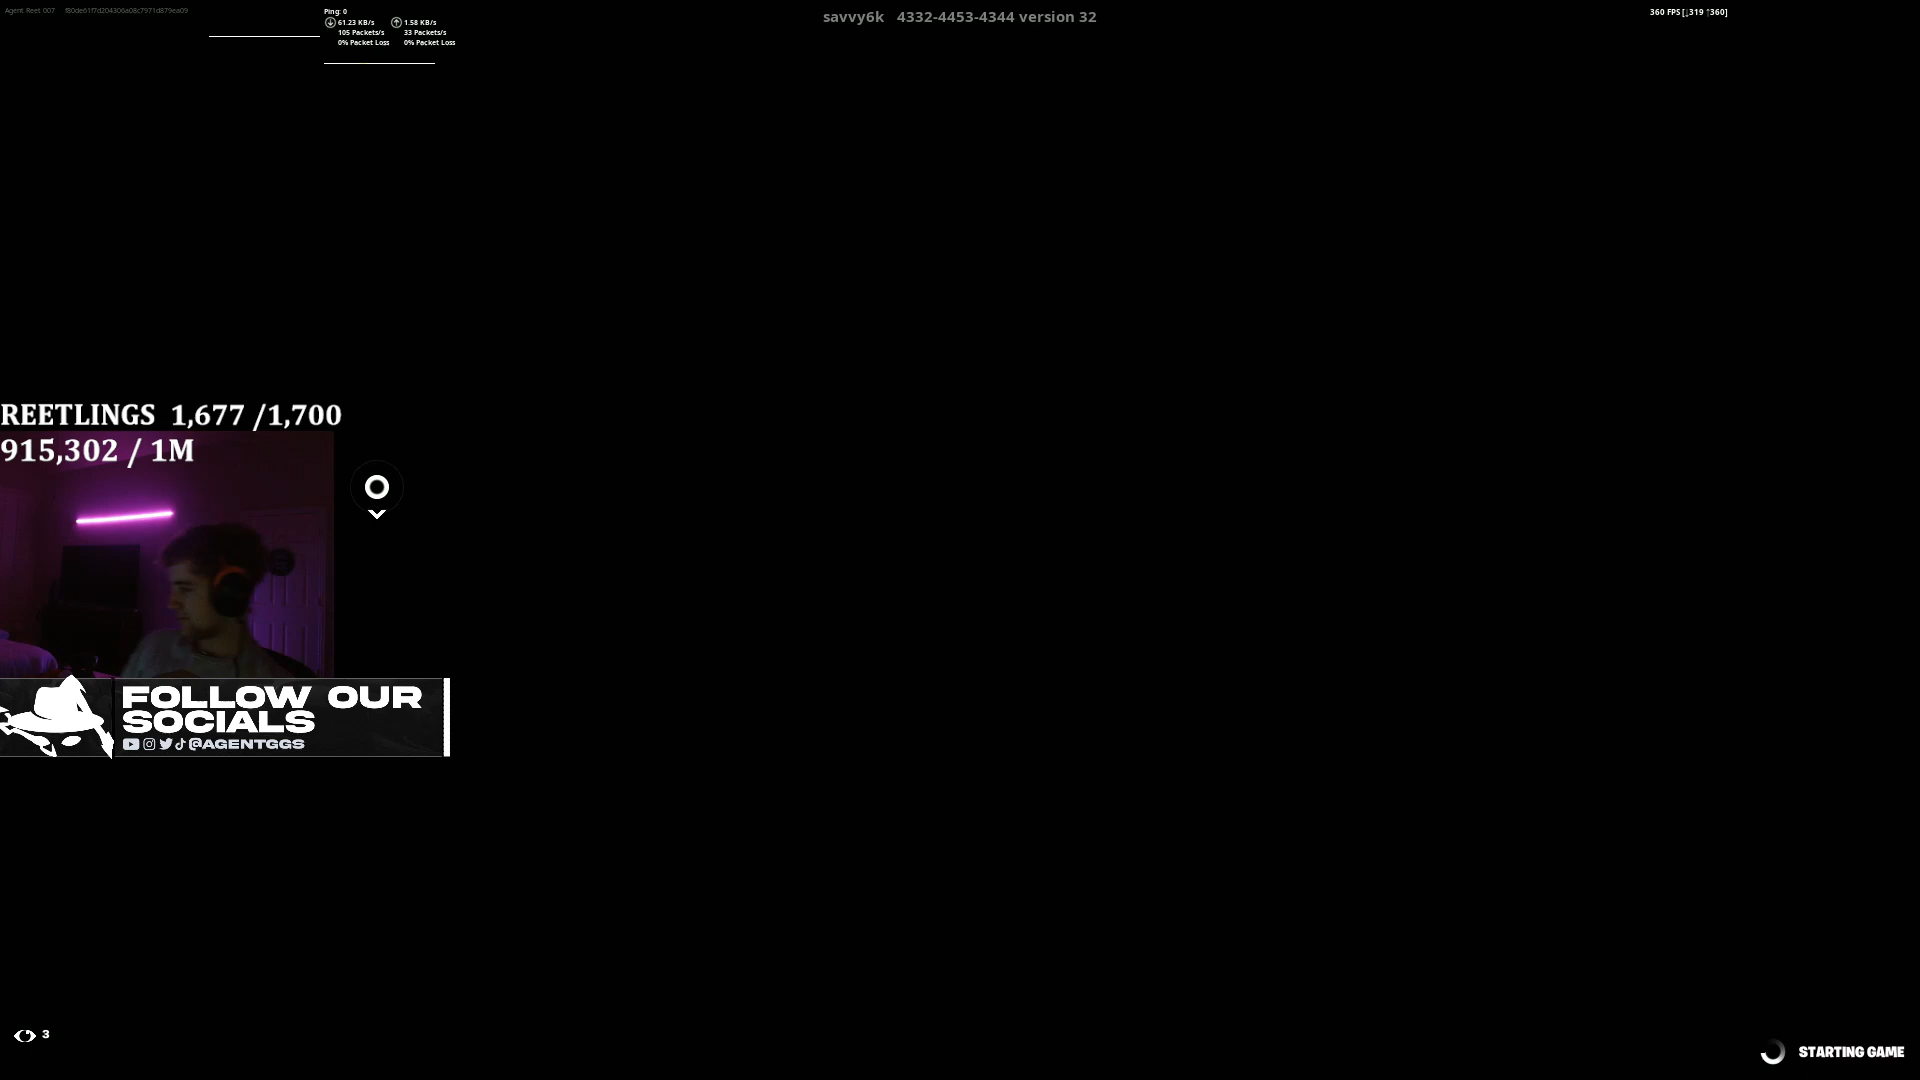 Agent Reet 007
Ping: 0
61.23 KB/s 1.58 KB/s
105 Packets/s 33 Packets/s
0% Packet Loss 0% Packet Loss
savvy6k 4332-4453-4344 version 32
360 FPS [↓319 ↑360]
REETLINGS 1,677 /1,700
915,302 / 1M
FOLLOW OUR
SOCIALS
@AGENTGGS
3
STARTING GAME